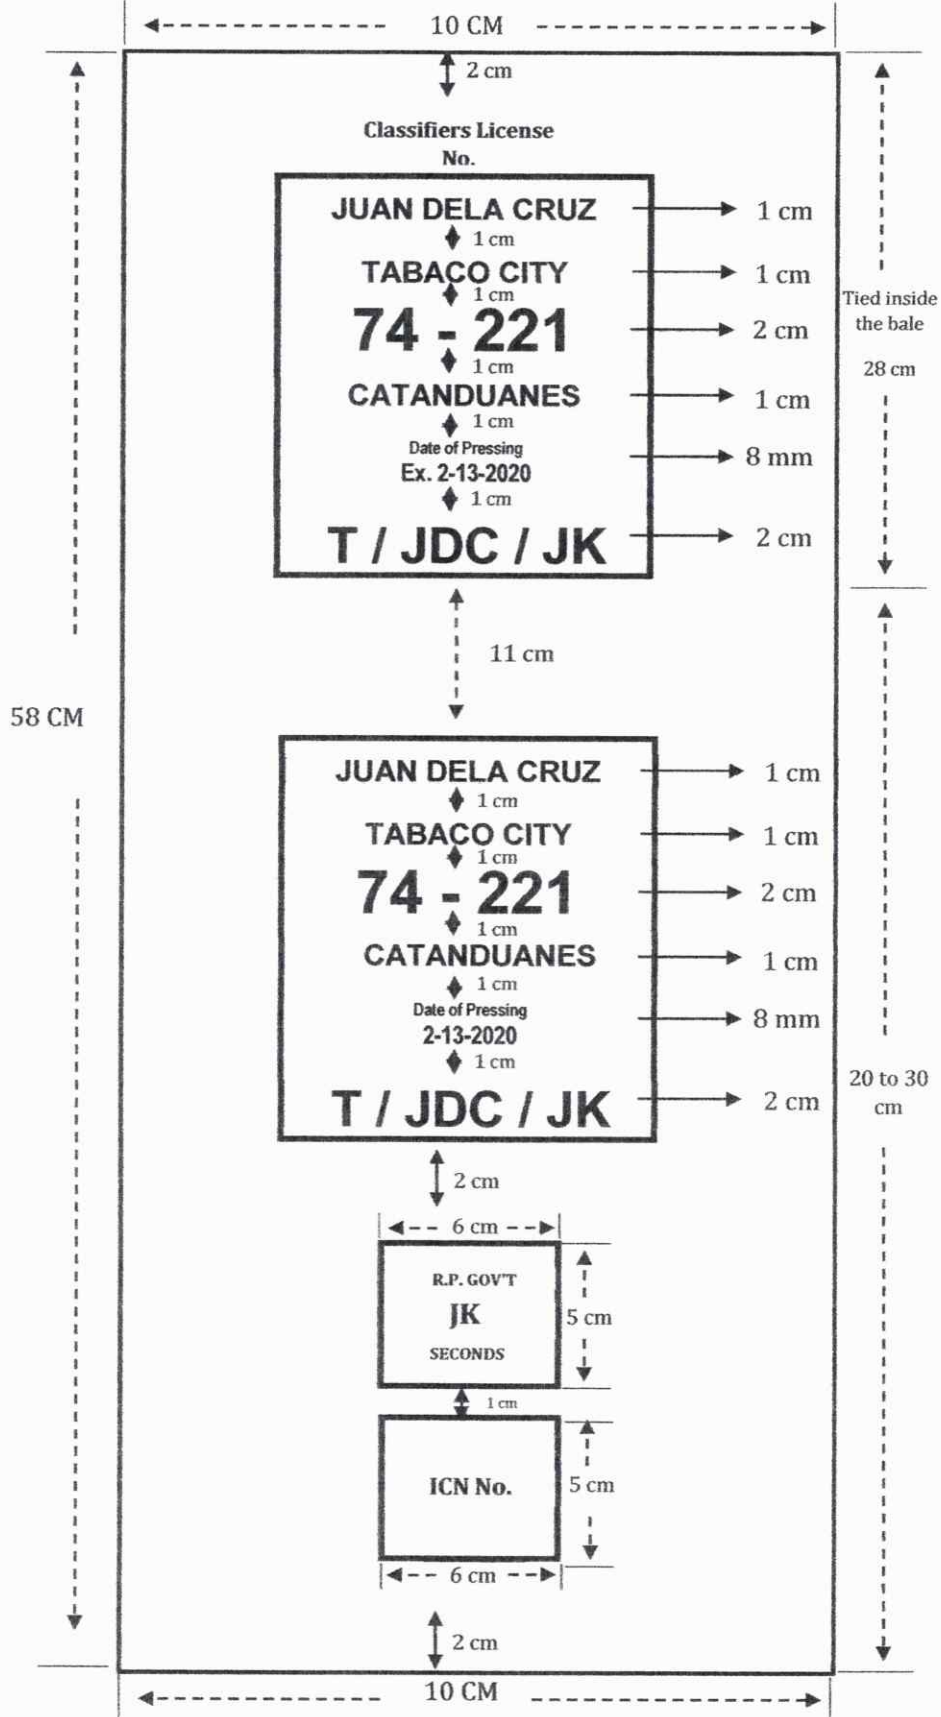 10 CM
2 cm
Classifiers License
No.
JUAN DELA CRUZ
1 cm
1 cm
TABACO CITY
1 cm
1 cm
74 - 221
2 cm
1 cm
CATANDUANES
1 cm
1 cm
Date of Pressing
8 mm
Ex. 2-13-2020
1 cm
T / JDC / JK
2 cm
Tied inside
the bale
28 cm
11 cm
58 CM
JUAN DELA CRUZ
1 cm
1 cm
TABACO CITY
1 cm
1 cm
74 - 221
2 cm
1 cm
CATANDUANES
1 cm
1 cm
Date of Pressing
8 mm
2-13-2020
1 cm
T / JDC / JK
2 cm
20 to 30
cm
2 cm
6 cm
R.P. GOV'T
JK
SECONDS
5 cm
1 cm
ICN No.
5 cm
6 cm
2 cm
10 CM